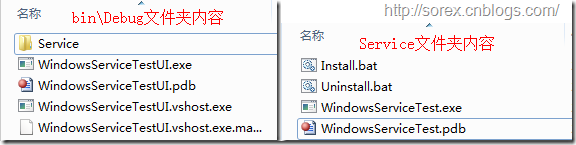 bin\Debug文件夹内容
名称
Service
WindowsServiceTestUI.exe
WindowsServiceTestUI.pdb
WindowsServiceTestUI.vshost.exe
WindowsServiceTestUI.vshost.exe.ma...
http://sorex.cnblogs.com/
名称
Service文件夹内容
Install.bat
Uninstall.bat
WindowsServiceTest.exe
WindowsServiceTest.pdb